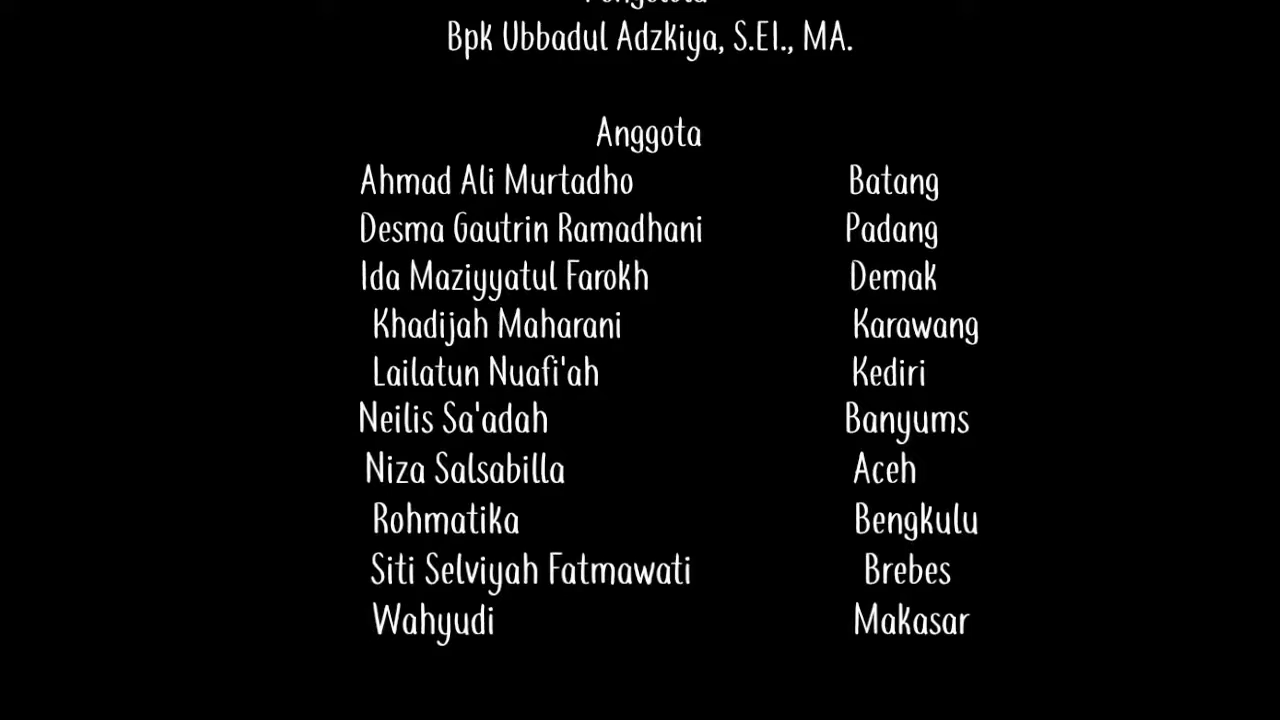 Bpk Ubbadul Adzkiya, S.EI., MA.
Anggota
Ahmad Ali Murtadho Batang
Desma Gautrin Ramadhani Padang
Ida Maziyyatul Farokh Demak
Khadijah Maharani Karawang
Lailatun Nuafi'ah Kediri
Neilis Sa'adah Banyums
Niza Salsabilla Aceh
Rohmatika Bengkulu
Siti Selviyah Fatmawati Brebes
Wahyudi Makasar